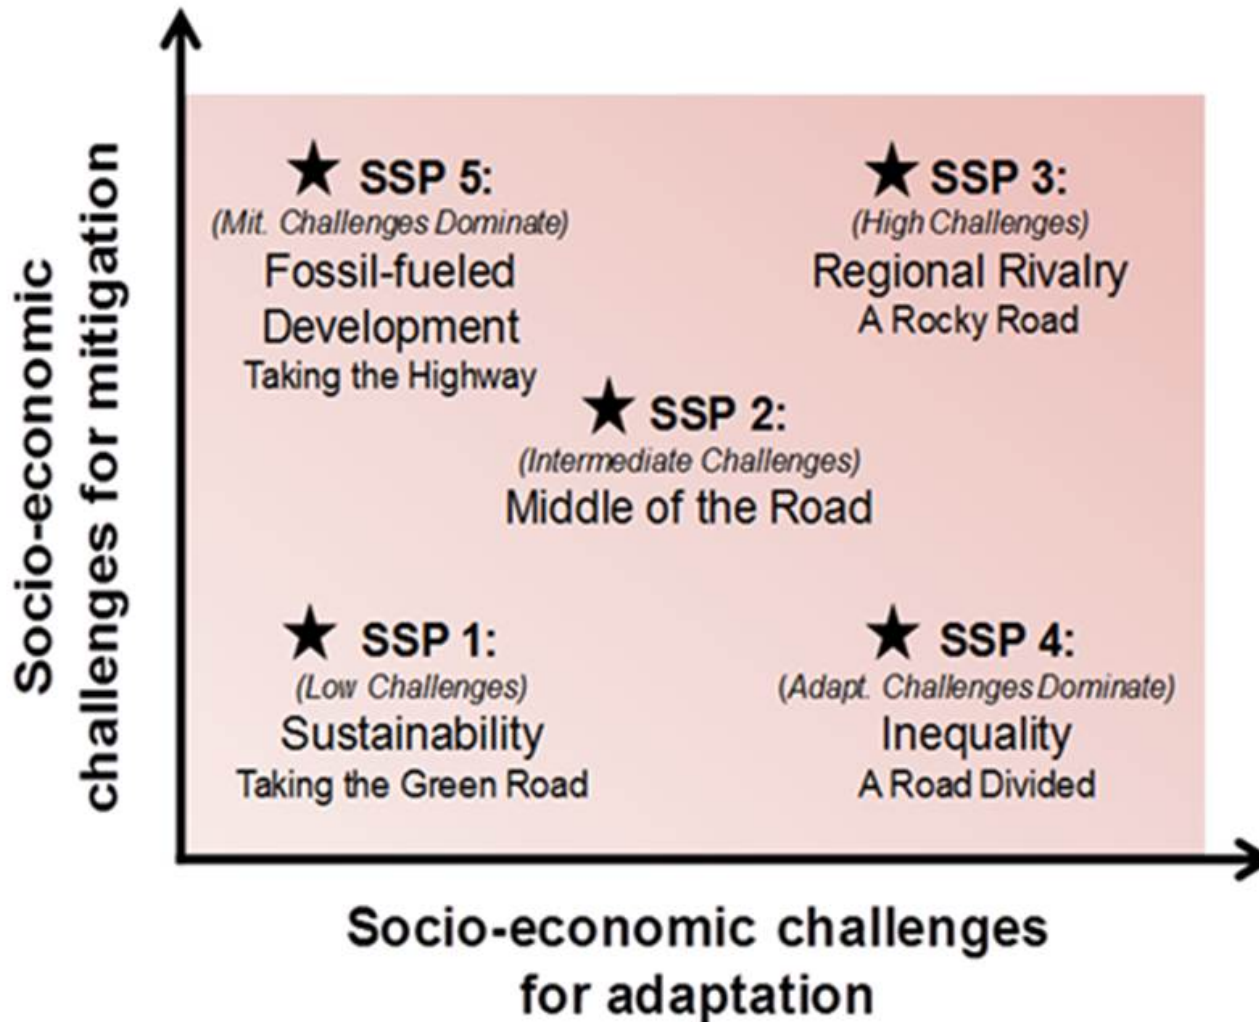 Socio-economic
challenges for mitigation
SSP 5:
(Mit. Challenges Dominate)
Fossil-fueled
Development
Taking the Highway
SSP 3:
(High Challenges)
Regional Rivalry
A Rocky Road
SSP 2:
(Intermediate Challenges)
Middle of the Road
SSP 1:
(Low Challenges)
Sustainability
Taking the Green Road
SSP 4:
(Adapt. Challenges Dominate)
Inequality
A Road Divided
Socio-economic challenges
for adaptation